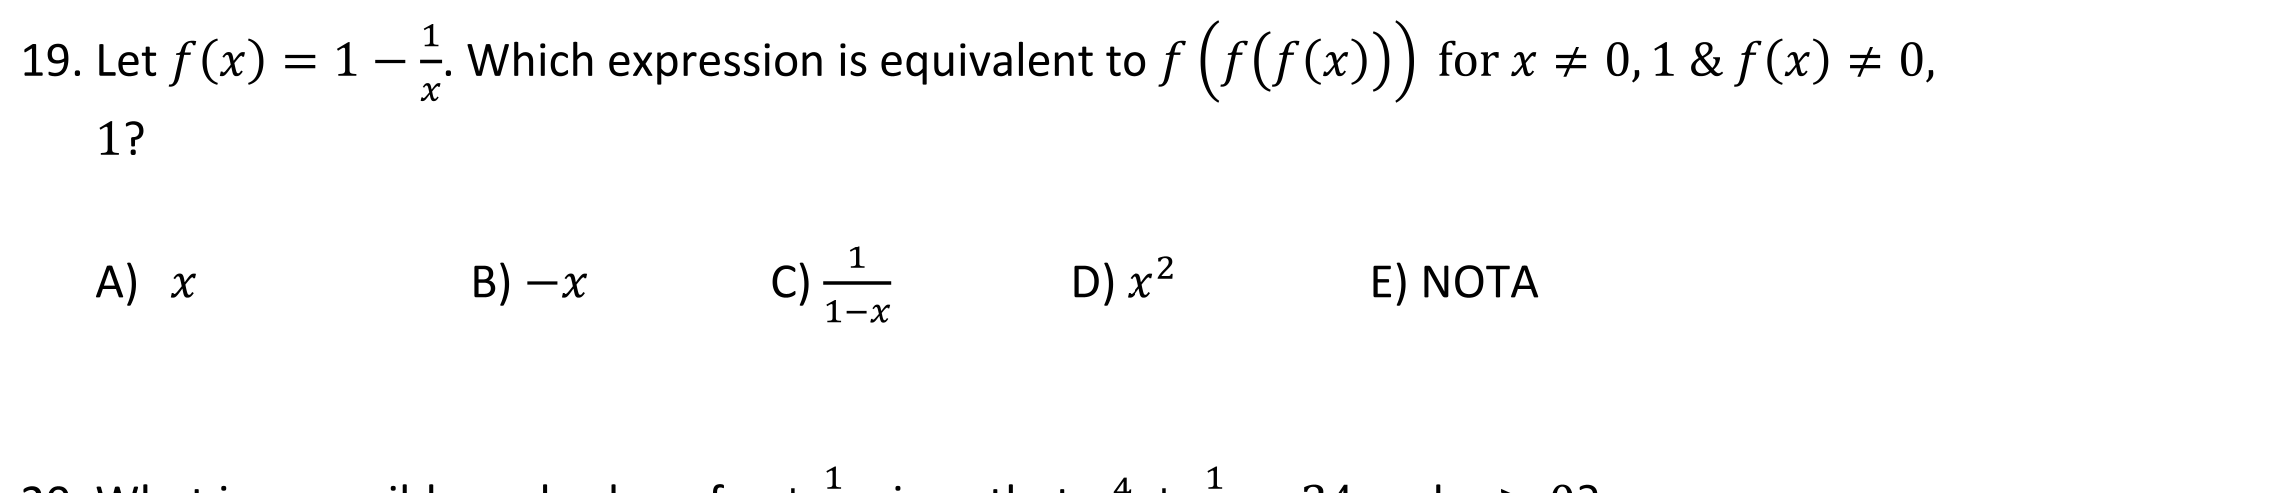 19. Let f(x) = 1 − 1/x. Which expression is equivalent to f(f(f(x))) for x ≠ 0, 1 & f(x) ≠ 0,
1?
A) x B) −x C) 1/(1−x) D) x² E) NOTA